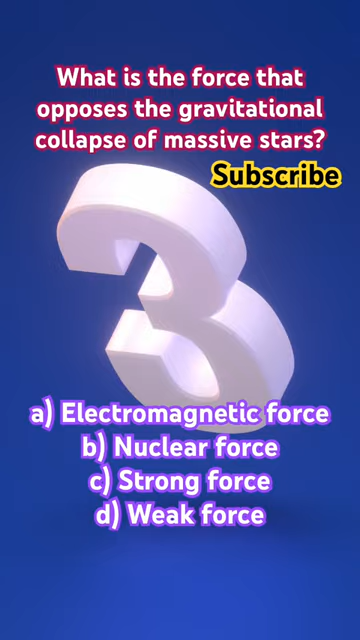 What is the force that
opposes the gravitational
collapse of massive stars?
Subscribe
3
a) Electromagnetic force
b) Nuclear force
c) Strong force
d) Weak force